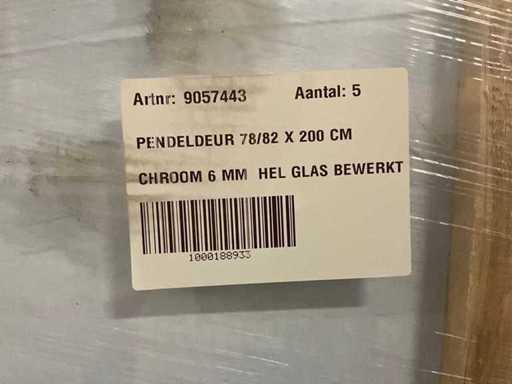 Artnr: 9057443 Aantal: 5
PENDELDEUR 78/82 X 200 CM
CHROOM 6 MM HEL GLAS BEWERKT
1000188933